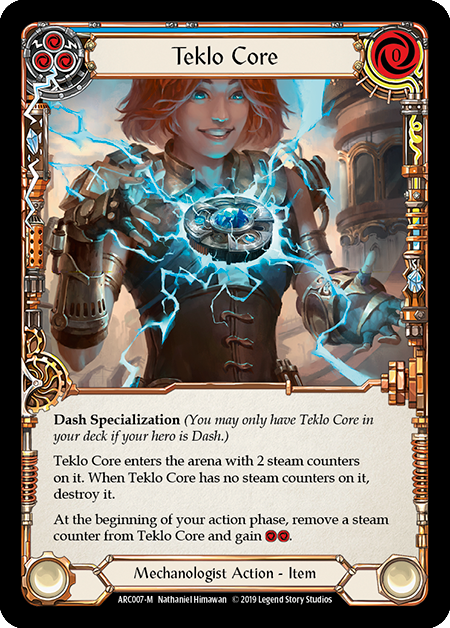 Teklo Core
0
Dash Specialization (You may only have Teklo Core in
your deck if your hero is Dash.)
Teklo Core enters the arena with 2 steam counters
on it. When Teklo Core has no steam counters on it,
destroy it.
At the beginning of your action phase, remove a steam
counter from Teklo Core and gain .
Mechanologist Action - Item
ARC007-M Nathaniel Himawan © 2019 Legend Story Studios